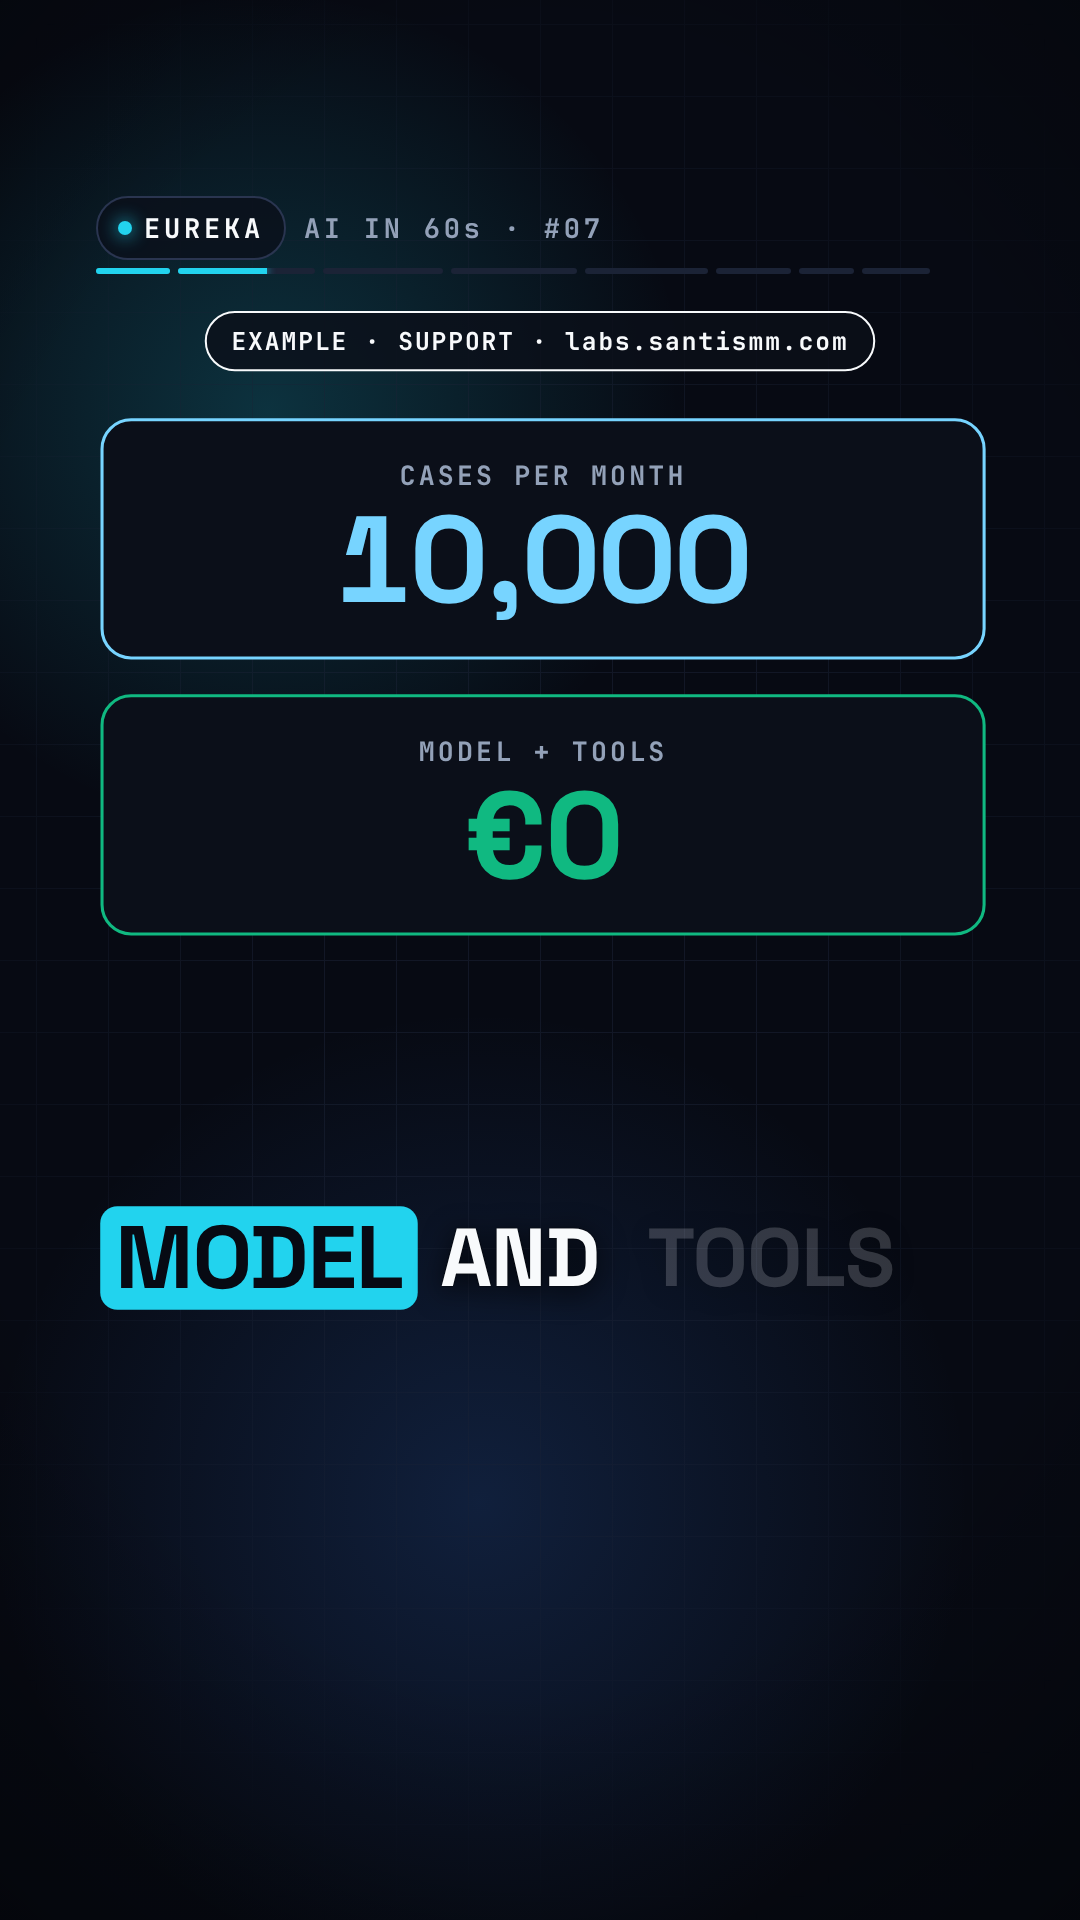 EUREKA AI IN 60s · #07
EXAMPLE · SUPPORT · labs.santismm.com
CASES PER MONTH
10,000
MODEL + TOOLS
€0
MODEL AND TOOLS